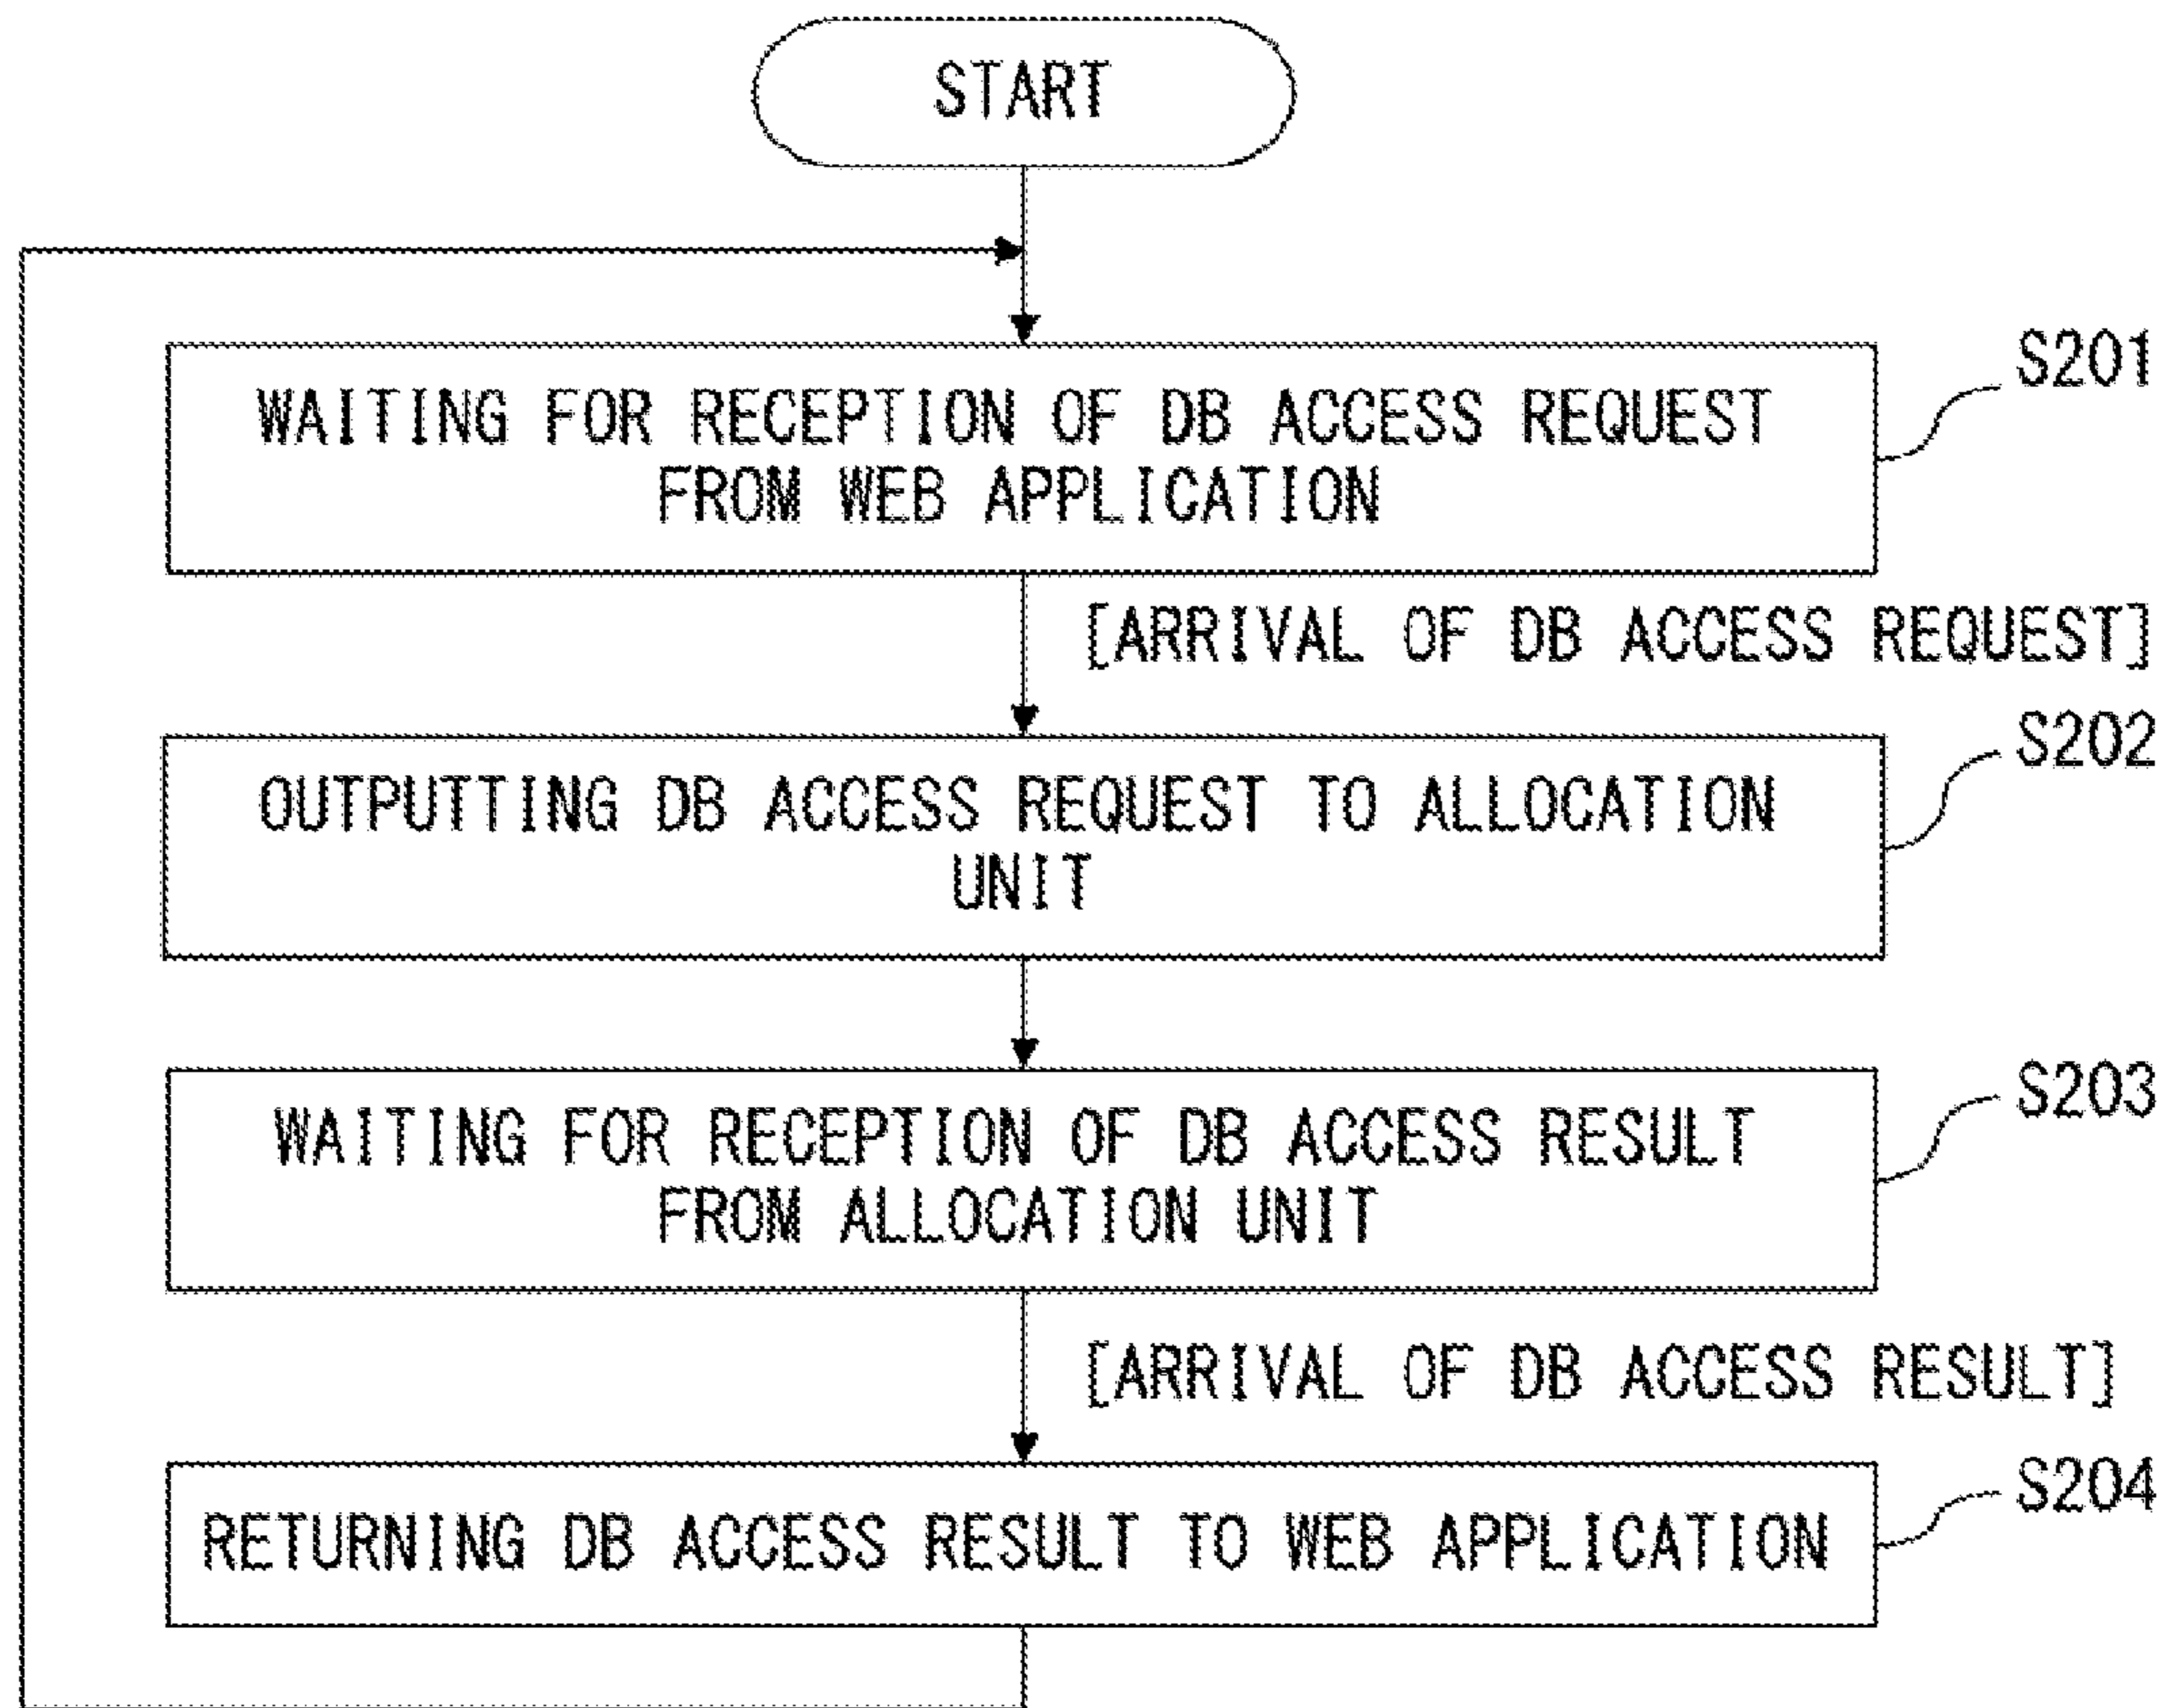 START
S201
WAITING FOR RECEPTION OF DB ACCESS REQUEST
FROM WEB APPLICATION
[ARRIVAL OF DB ACCESS REQUEST]
S202
OUTPUTTING DB ACCESS REQUEST TO ALLOCATION
UNIT
S203
WAITING FOR RECEPTION OF DB ACCESS RESULT
FROM ALLOCATION UNIT
[ARRIVAL OF DB ACCESS RESULT]
S204
RETURNING DB ACCESS RESULT TO WEB APPLICATION